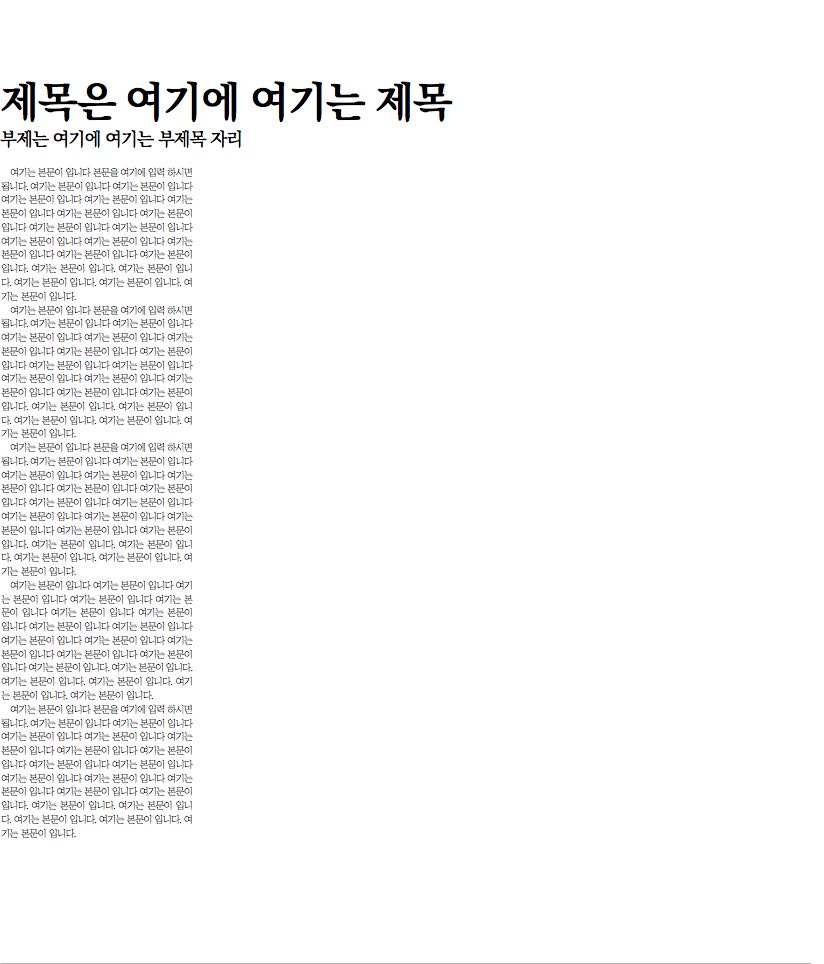 제목은 여기에 여기는 제목
부제는 여기에 여기는 부제목 자리
여기는 본문이 입니다 본문을 여기에 입력 하시면
됩니다. 여기는 본문이 입니다 여기는 본문이 입니다
여기는 본문이 입니다 여기는 본문이 입니다 여기는
본문이 입니다 여기는 본문이 입니다 여기는 본문이
입니다 여기는 본문이 입니다 여기는 본문이 입니다
여기는 본문이 입니다 여기는 본문이 입니다 여기는
본문이 입니다 여기는 본문이 입니다 여기는 본문이
입니다. 여기는 본문이 입니다. 여기는 본문이 입니
다. 여기는 본문이 입니다. 여기는 본문이 입니다. 여
기는 본문이 입니다.
여기는 본문이 입니다 본문을 여기에 입력 하시면
됩니다. 여기는 본문이 입니다 여기는 본문이 입니다
여기는 본문이 입니다 여기는 본문이 입니다 여기는
본문이 입니다 여기는 본문이 입니다 여기는 본문이
입니다 여기는 본문이 입니다 여기는 본문이 입니다
여기는 본문이 입니다 여기는 본문이 입니다 여기는
본문이 입니다 여기는 본문이 입니다 여기는 본문이
입니다. 여기는 본문이 입니다. 여기는 본문이 입니
다. 여기는 본문이 입니다. 여기는 본문이 입니다. 여
기는 본문이 입니다.
여기는 본문이 입니다 본문을 여기에 입력 하시면
됩니다. 여기는 본문이 입니다 여기는 본문이 입니다
여기는 본문이 입니다 여기는 본문이 입니다 여기는
본문이 입니다 여기는 본문이 입니다 여기는 본문이
입니다 여기는 본문이 입니다 여기는 본문이 입니다
여기는 본문이 입니다 여기는 본문이 입니다 여기는
본문이 입니다 여기는 본문이 입니다 여기는 본문이
입니다. 여기는 본문이 입니다. 여기는 본문이 입니
다. 여기는 본문이 입니다. 여기는 본문이 입니다. 여
기는 본문이 입니다.
여기는 본문이 입니다 여기는 본문이 입니다 여기
는 본문이 입니다 여기는 본문이 입니다 여기는 본
문이 입니다 여기는 본문이 입니다 여기는 본문이
입니다 여기는 본문이 입니다 여기는 본문이 입니다
여기는 본문이 입니다 여기는 본문이 입니다 여기는
본문이 입니다 여기는 본문이 입니다 여기는 본문이
입니다 여기는 본문이 입니다. 여기는 본문이 입니다.
여기는 본문이 입니다. 여기는 본문이 입니다. 여기
는 본문이 입니다. 여기는 본문이 입니다.
여기는 본문이 입니다 본문을 여기에 입력 하시면
됩니다. 여기는 본문이 입니다 여기는 본문이 입니다
여기는 본문이 입니다 여기는 본문이 입니다 여기는
본문이 입니다 여기는 본문이 입니다 여기는 본문이
입니다 여기는 본문이 입니다 여기는 본문이 입니다
여기는 본문이 입니다 여기는 본문이 입니다 여기는
본문이 입니다 여기는 본문이 입니다 여기는 본문이
입니다. 여기는 본문이 입니다. 여기는 본문이 입니
다. 여기는 본문이 입니다. 여기는 본문이 입니다. 여
기는 본문이 입니다.